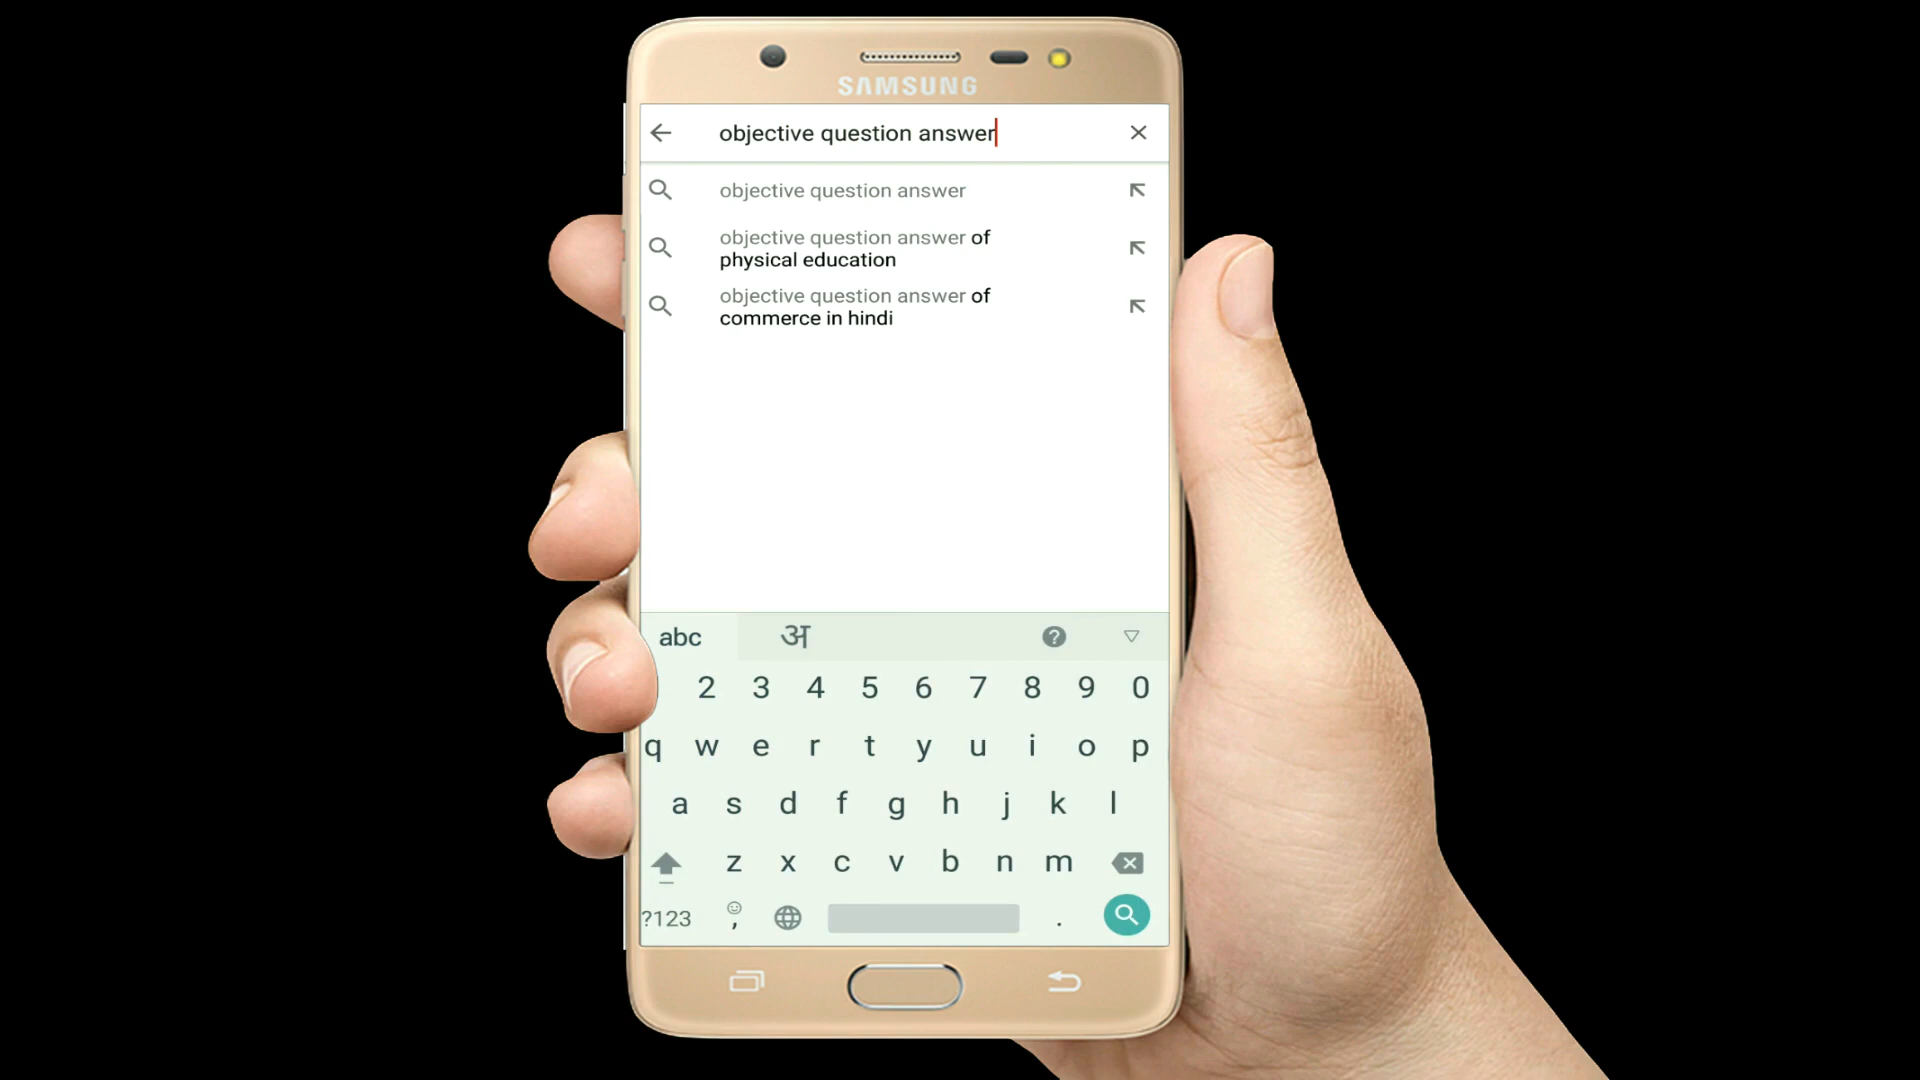 SAMSUNG
objective question answer
objective question answer
objective question answer of
physical education
objective question answer of
commerce in hindi
abc अ ?
2 3 4 5 6 7 8 9 0
q w e r t y u i o p
a s d f g h j k l
z x c v b n m
?123 , .